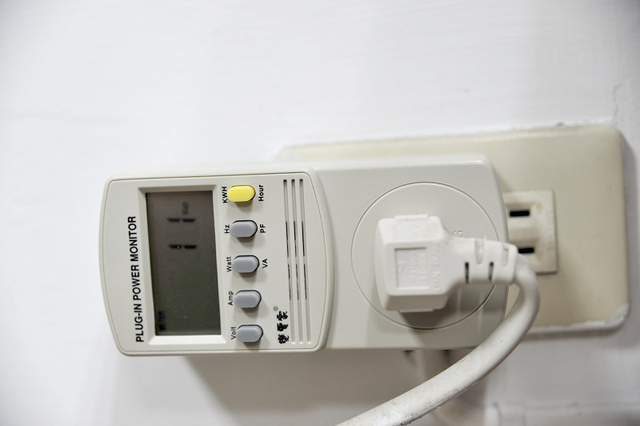 PLUG-IN POWER MONITOR
Volt
Amp
Watt VA
Hz PF
KWH Hour